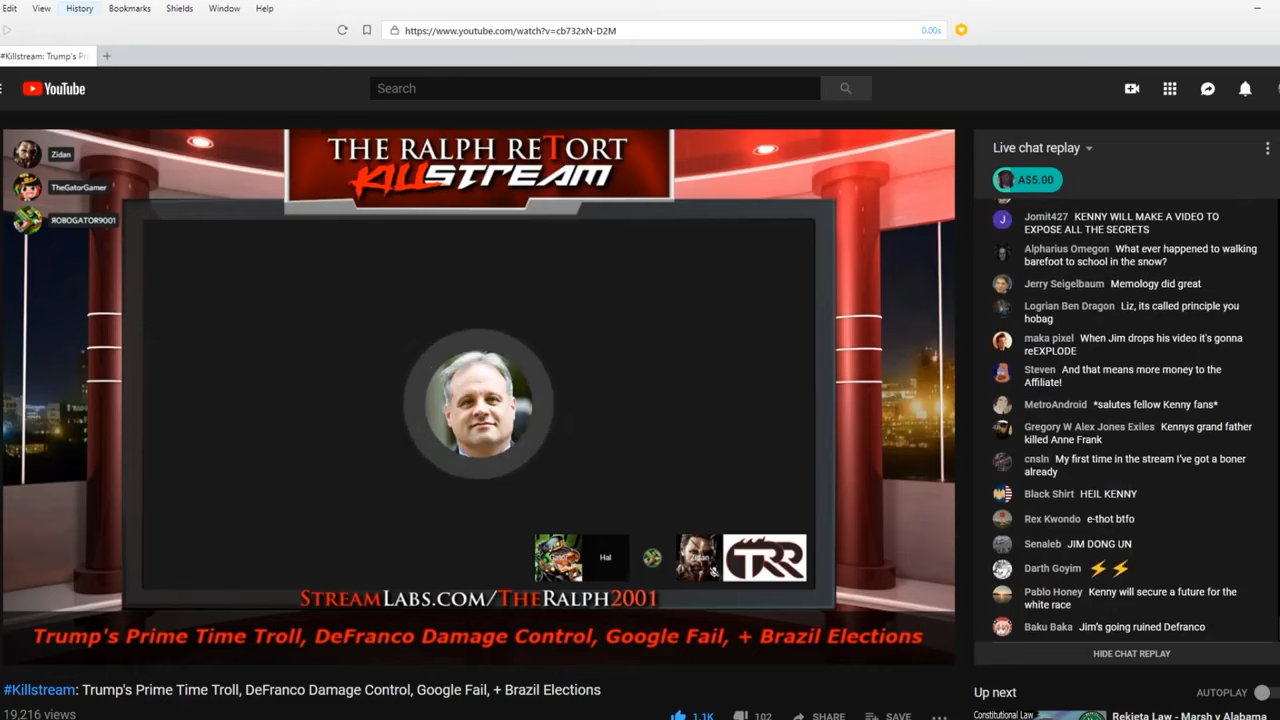 Edit View History Bookmarks Shields Window Help
https://www.youtube.com/watch?v=cb732xN-D2M 0.00s
#Killstream: Trump's Pri
YouTube
Search
THE RALPH RETORT
KILLSTREAM
Zidan
TheGatorGamer
ROBOGATOR9001
Hal
Zidan
TRR
STREAMLABS.COM/THERALPH2001
Trump's Prime Time Troll, DeFranco Damage Control, Google Fail, + Brazil Elections
#Killstream: Trump's Prime Time Troll, DeFranco Damage Control, Google Fail, + Brazil Elections
19,216 views
1.1K 102 SHARE SAVE
Live chat replay
A$5.00
Jomit427 KENNY WILL MAKE A VIDEO TO
EXPOSE ALL THE SECRETS
Alpharius Omegon What ever happened to walking
barefoot to school in the snow?
Jerry Seigelbaum Memology did great
Logrian Ben Dragon Liz, its called principle you
hobag
maka pixel When Jim drops his video it's gonna
reEXPLODE
Steven And that means more money to the
Affiliate!
MetroAndroid *salutes fellow Kenny fans*
Gregory W Alex Jones Exiles Kennys grand father
killed Anne Frank
cnsln My first time in the stream I've got a boner
already
Black Shirt HEIL KENNY
Rex Kwondo e-thot btfo
Senaleb JIM DONG UN
Darth Goyim ⚡⚡
Pablo Honey Kenny will secure a future for the
white race
Baku Baka Jim's going ruined Defranco
HIDE CHAT REPLAY
Up next AUTOPLAY
Constitutional Law
Rekieta Law - Marsh v Alabama